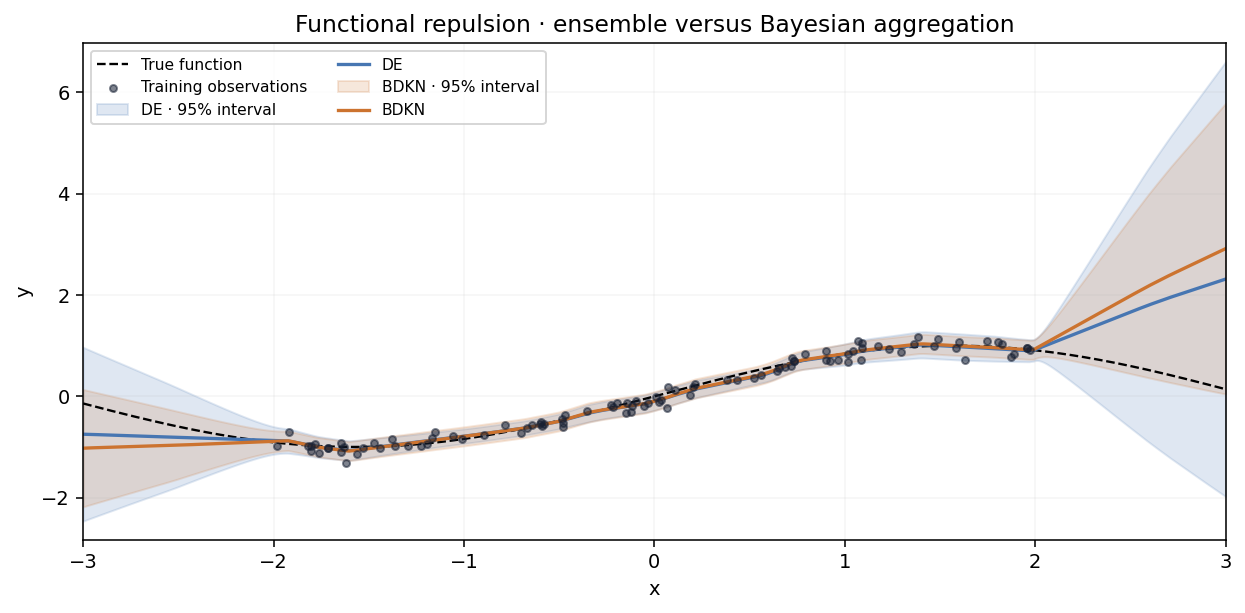 Functional repulsion · ensemble versus Bayesian aggregation
True function
Training observations
DE · 95% interval
DE
BDKN · 95% interval
BDKN
6
4
2
0
−2
y
−3
−2
−1
0
1
2
3
x